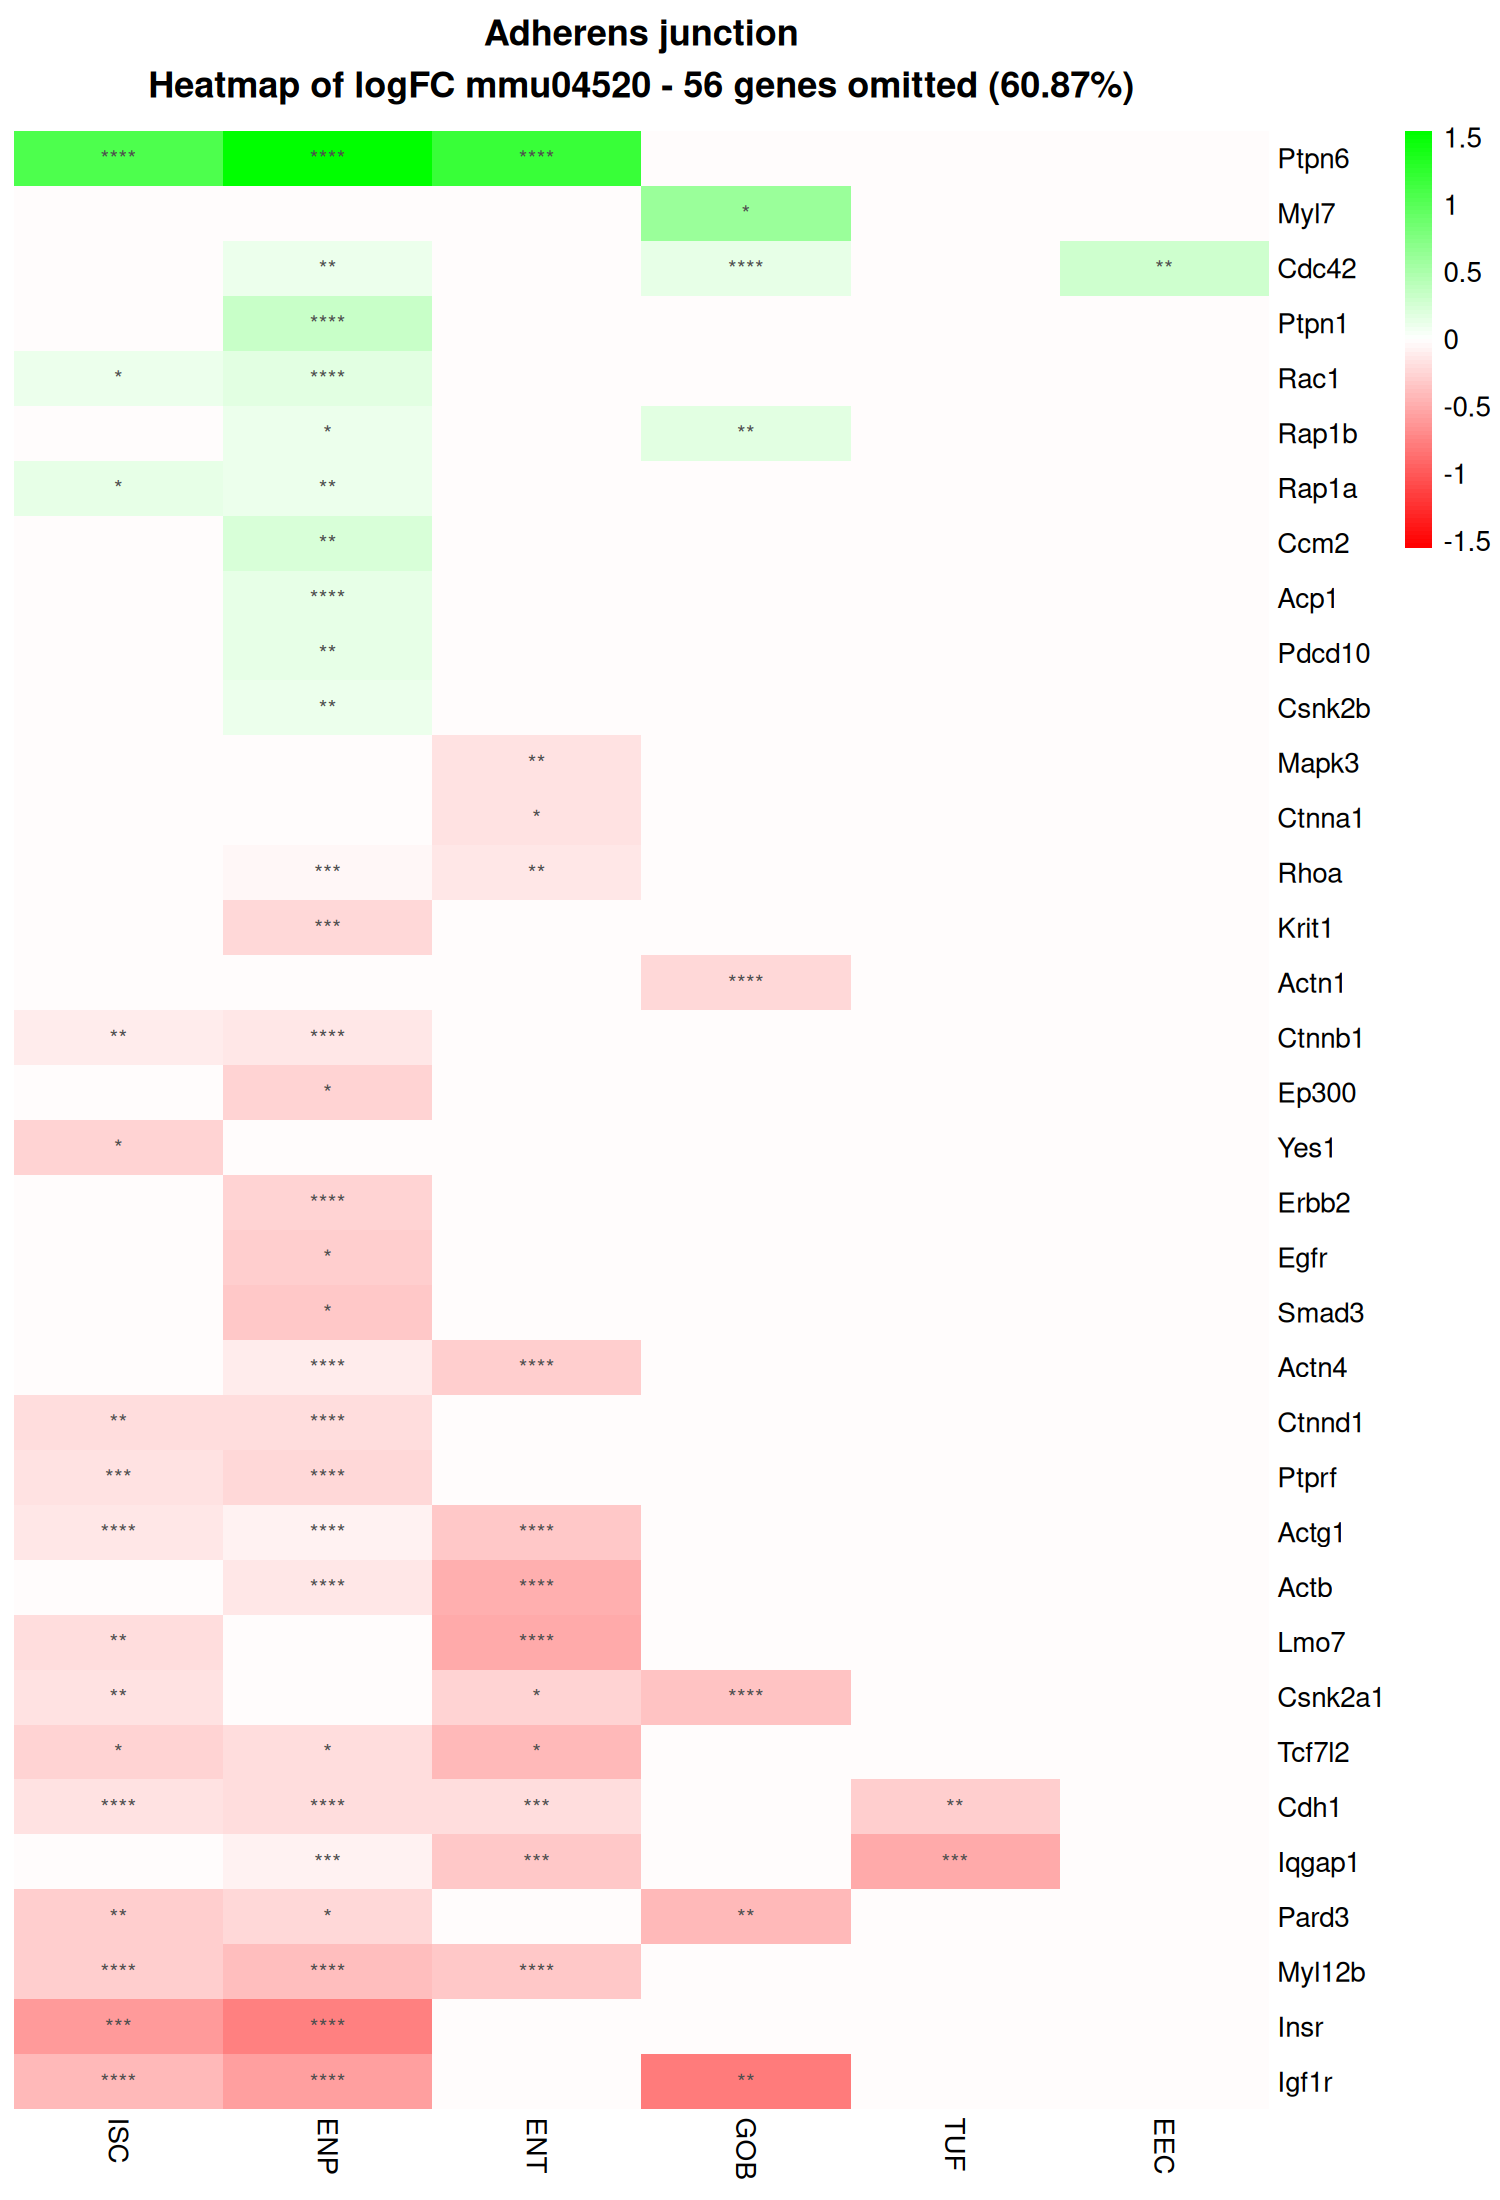 Adherens junction
Heatmap of logFC mmu04520 - 56 genes omitted (60.87%)
**** **** **** Ptpn6
* Myl7
** **** ** Cdc42
**** Ptpn1
* **** Rac1
* ** Rap1b
* ** Rap1a
** Ccm2
**** Acp1
** Pdcd10
** Csnk2b
** Mapk3
* Ctnna1
*** ** Rhoa
*** Krit1
**** Actn1
** **** Ctnnb1
* Ep300
* Yes1
**** Erbb2
* Egfr
* Smad3
**** **** Actn4
** **** Ctnnd1
*** **** Ptprf
**** **** **** Actg1
**** **** Actb
** **** Lmo7
** * **** Csnk2a1
* * * Tcf7l2
**** **** *** ** Cdh1
*** *** *** Iqgap1
** * ** Pard3
**** **** **** Myl12b
*** **** Insr
**** **** ** Igf1r
ISC ENP ENT GOB TUF EEC
1.5
1
0.5
0
-0.5
-1
-1.5